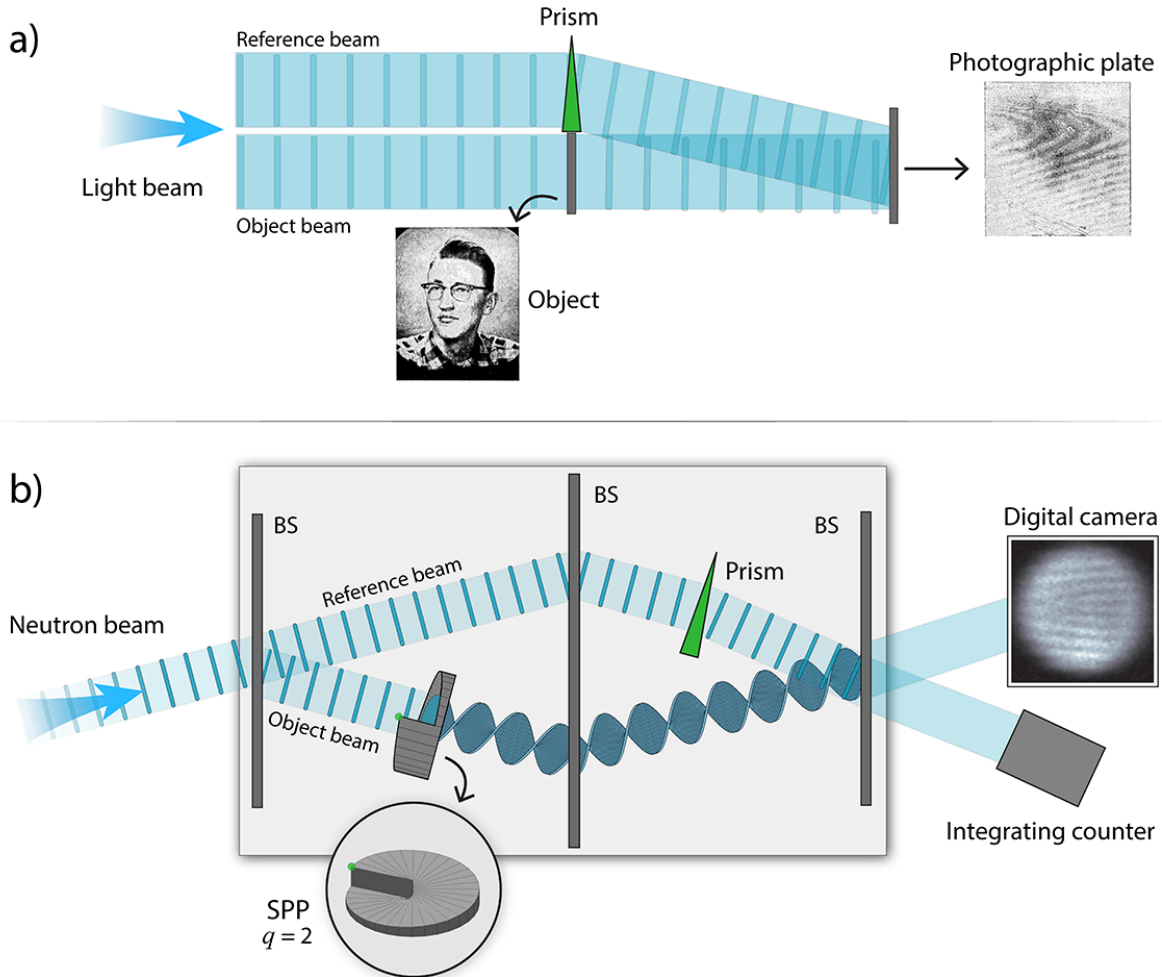 a)
Reference beam
Prism
Photographic plate
Light beam
Object beam
Object
b)
BS
BS
BS
Digital camera
Reference beam
Prism
Neutron beam
Object beam
Integrating counter
SPP
q = 2